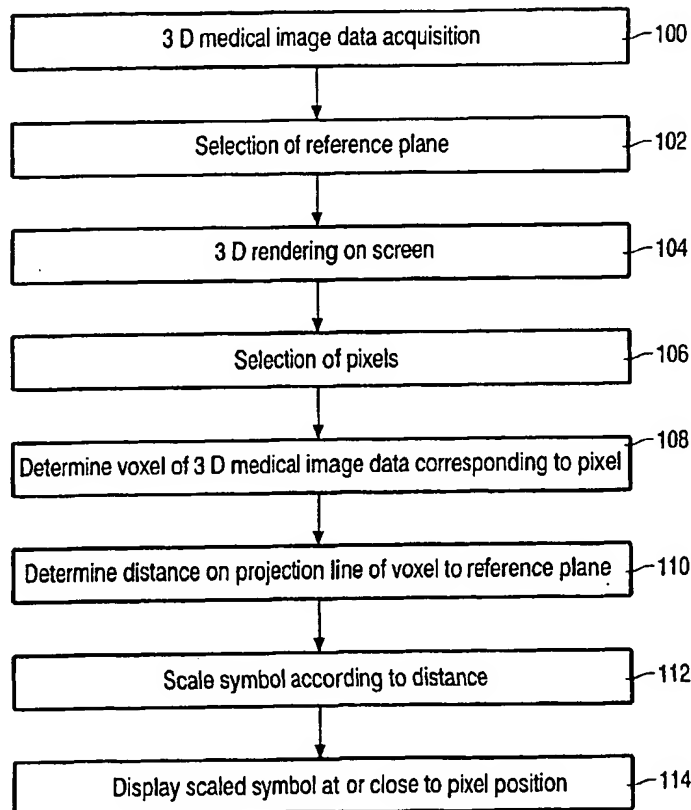 3 D medical image data acquisition 100
Selection of reference plane 102
3 D rendering on screen 104
Selection of pixels 106
Determine voxel of 3 D medical image data corresponding to pixel 108
Determine distance on projection line of voxel to reference plane 110
Scale symbol according to distance 112
Display scaled symbol at or close to pixel position 114